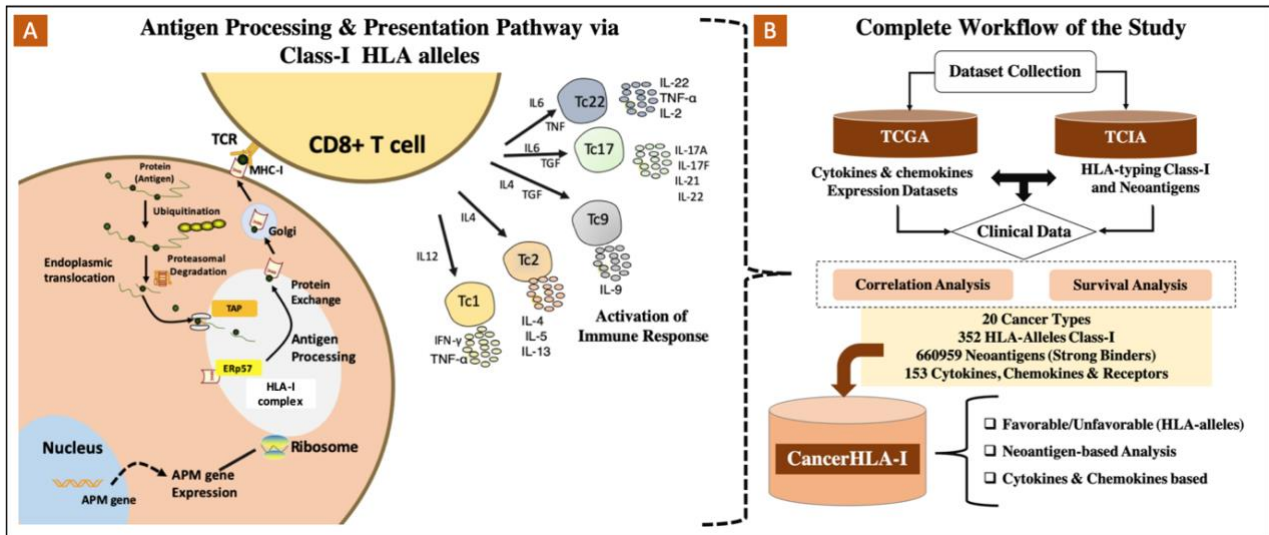 A
Antigen Processing & Presentation Pathway via
Class-I HLA alleles
CD8+ T cell
TCR
MHC-I
Protein
(Antigen)
Ubiquitination
Golgi
Endoplasmic
translocation
Proteasomal
Degradation
Protein
Exchange
TAP
Antigen
Processing
ERp57
HLA-I
complex
Nucleus
APM gene
APM gene
Expression
Ribosome
IL6
TNF
Tc22
IL-22
TNF-α
IL-2
IL6
TGF
Tc17
IL-17A
IL-17F
IL-21
IL-22
IL4
TGF
Tc9
IL-9
IL4
Tc2
IL-4
IL-5
IL-13
IL12
Tc1
IFN-γ
TNF-α
Activation of
Immune Response
B
Complete Workflow of the Study
Dataset Collection
TCGA
TCIA
Cytokines & chemokines
Expression Datasets
HLA-typing Class-I
and Neoantigens
Clinical Data
Correlation Analysis
Survival Analysis
20 Cancer Types
352 HLA-Alleles Class-I
660959 Neoantigens (Strong Binders)
153 Cytokines, Chemokines & Receptors
CancerHLA-I
Favorable/Unfavorable (HLA-alleles)
Neoantigen-based Analysis
Cytokines & Chemokines based